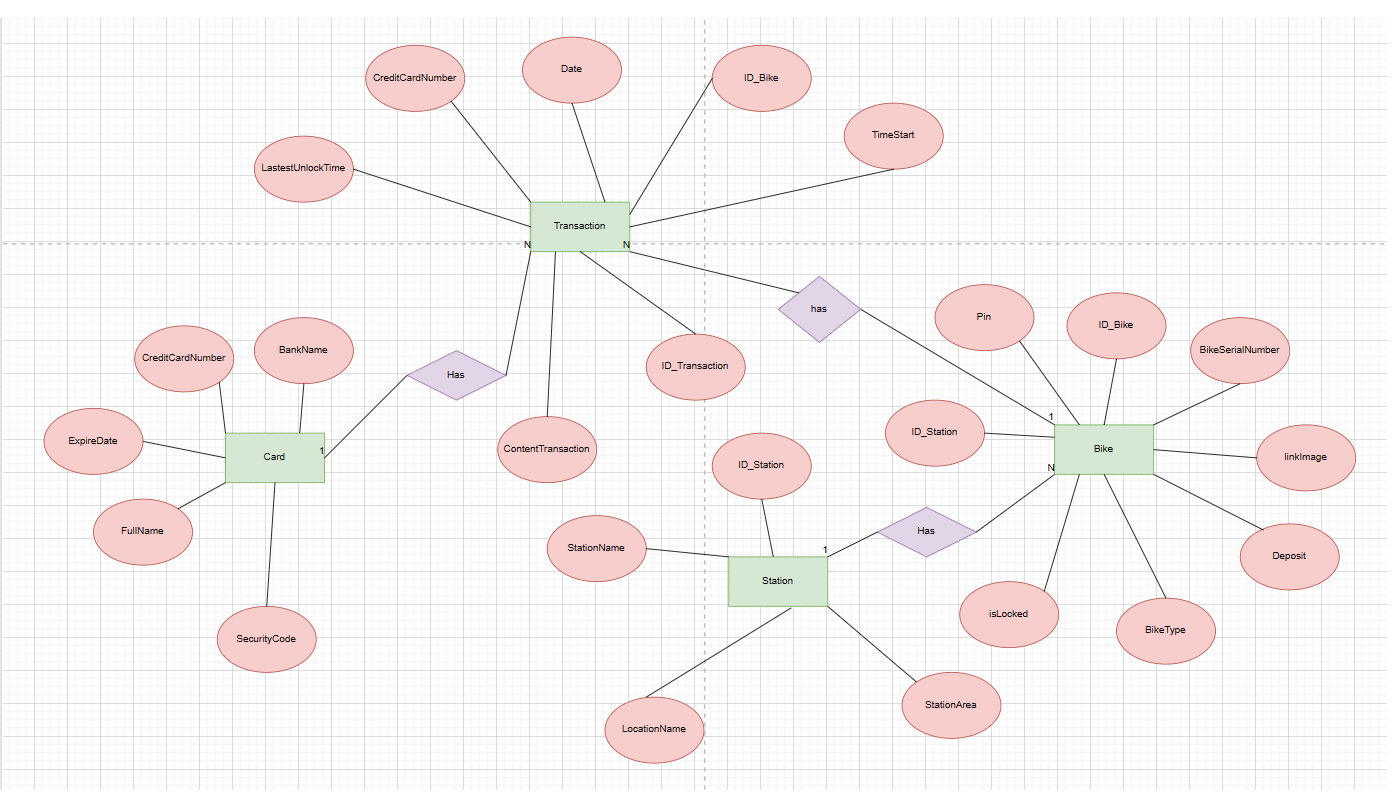 Date
CreditCardNumber
ID_Bike
TimeStart
LastestUnlockTime
Transaction
N
N
has
Pin
ID_Bike
BikeSerialNumber
CreditCardNumber
BankName
ID_Transaction
Has
1
ID_Station
ExpireDate
Card
1
ContentTransaction
Bike
linkImage
N
ID_Station
FullName
Has
StationName
1
Deposit
Station
isLocked
BikeType
SecurityCode
StationArea
LocationName